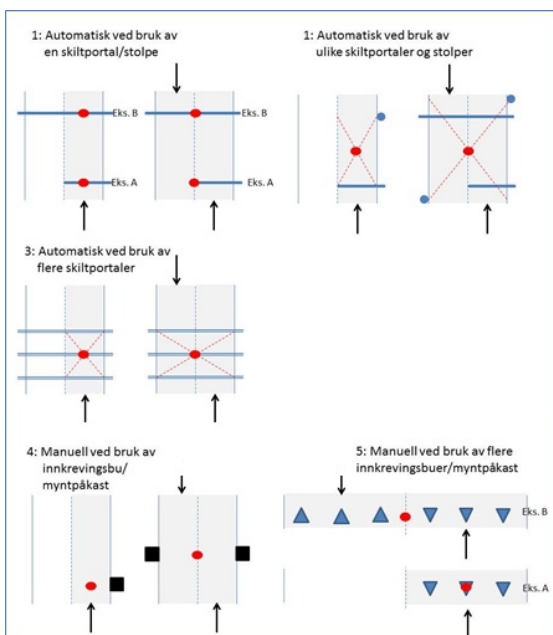 1: Automatisk ved bruk av
en skiltportal/stolpe
1: Automatisk ved bruk av
ulike skiltportaler og stolper
Eks. B
Eks. B
Eks. A
Eks. A
3: Automatisk ved bruk av
flere skiltportaler
4: Manuell ved bruk av
innkrevingsbu/
myntpåkast
5: Manuell ved bruk av flere
innkrevingsbuer/myntpåkast
Eks. B
Eks. A